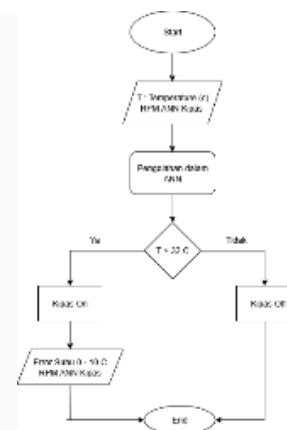 Start
T : Temperature (c)
RPM ANN Kipas
Pengolahan dalam
ANN
Ya
Tidak
Kipas On
Kipas Off
Error Suhu 0 - 10 C
RPM ANN Kipas
End